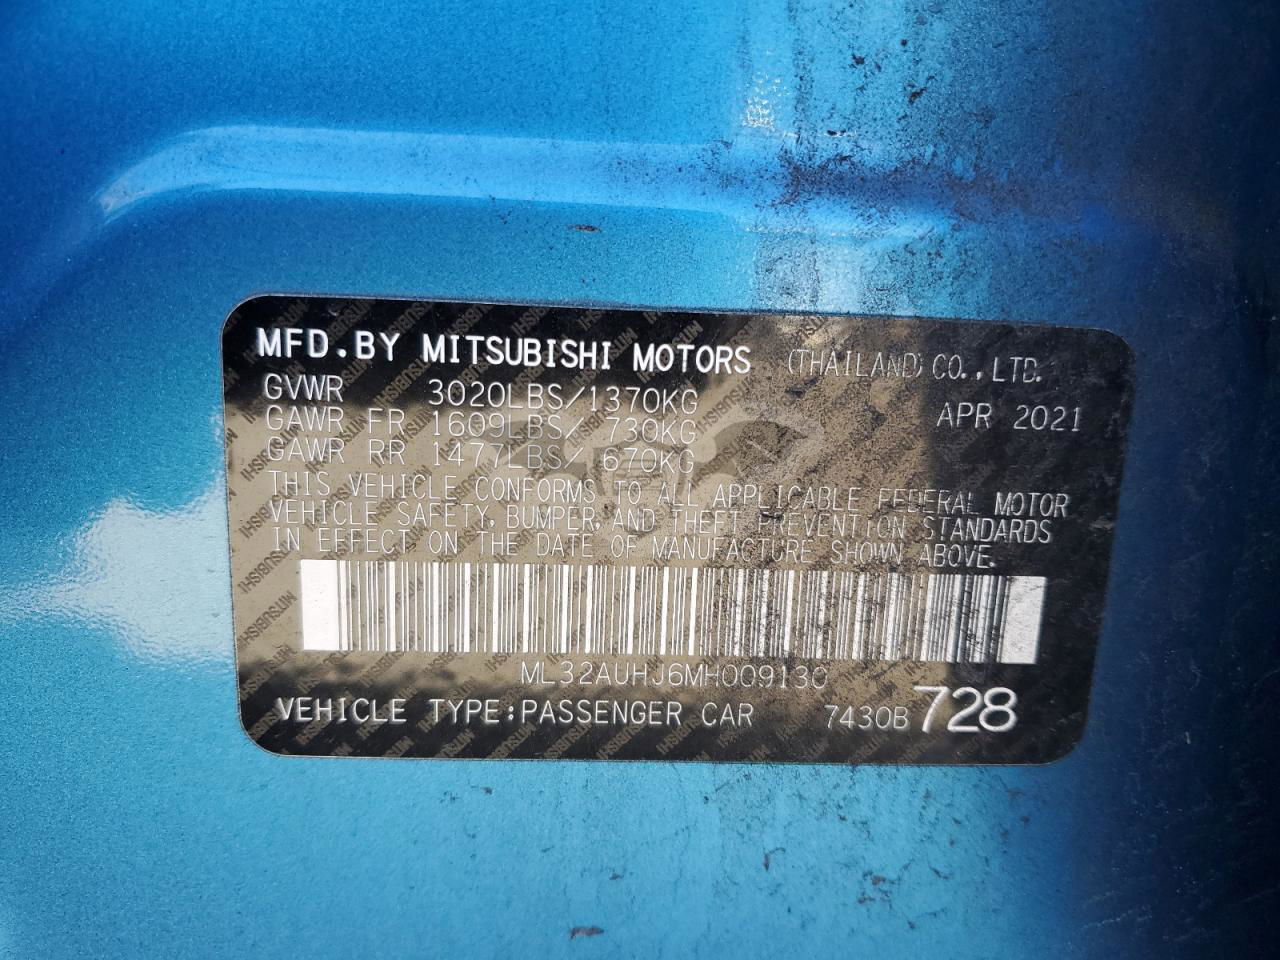 MFD.BY MITSUBISHI MOTORS (THAILAND) CO.,LTD.
GVWR 3020LBS/1370KG APR 2021
GAWR FR 1609LBS/ 730KG
GAWR RR 1477LBS/ 670KG
THIS VEHICLE CONFORMS TO ALL APPLICABLE FEDERAL MOTOR
VEHICLE SAFETY, BUMPER, AND THEFT PREVENTION STANDARDS
IN EFFECT ON THE DATE OF MANUFACTURE SHOWN ABOVE.
ML32AUHJ6MH009130
VEHICLE TYPE:PASSENGER CAR 7430B 728